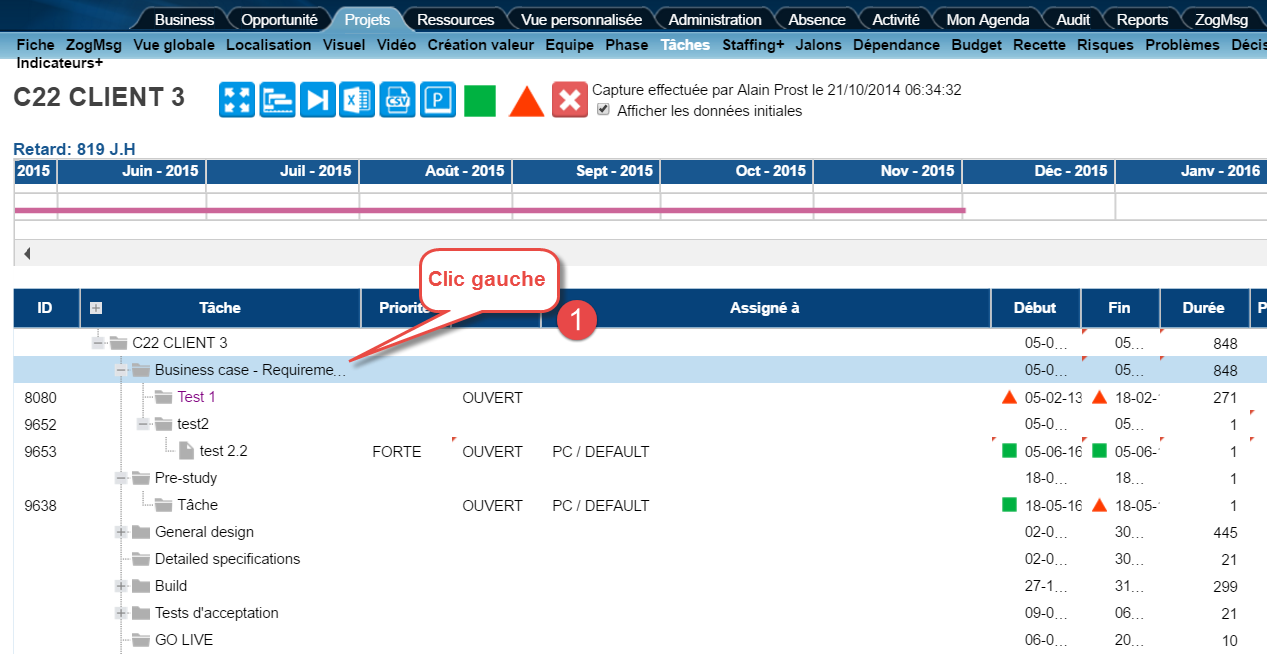 Business Opportunité Projets Ressources Vue personnalisée Administration Absence Activité Mon Agenda Audit Reports ZogMsg
Fiche ZogMsg Vue globale Localisation Visuel Vidéo Création valeur Equipe Phase Tâches Staffing+ Jalons Dépendance Budget Recette Risques Problèmes Décis
Indicateurs+
C22 CLIENT 3
CSV
P
Capture effectuée par Alain Prost le 21/10/2014 06:34:32
Afficher les données initiales
Retard: 819 J.H
2015 Juin - 2015 Juil - 2015 Août - 2015 Sept - 2015 Oct - 2015 Nov - 2015 Déc - 2015 Janv - 2016
Clic gauche
1
ID Tâche Priorité Assigné à Début Fin Durée P
C22 CLIENT 3 05-0... 05... 848
Business case - Requireme... 05-0... 05... 848
8080 Test 1 OUVERT 05-02-13 18-02- 271
9652 test2 05-0... 05... 1
9653 test 2.2 FORTE OUVERT PC / DEFAULT 05-06-16 05-06- 1
Pre-study 18-0... 18... 1
9638 Tâche OUVERT PC / DEFAULT 18-05-16 18-05- 1
General design 02-0... 30... 445
Detailed specifications 02-0... 30... 21
Build 27-1... 31... 299
Tests d'acceptation 09-0... 06... 21
GO LIVE 06-0... 20... 10